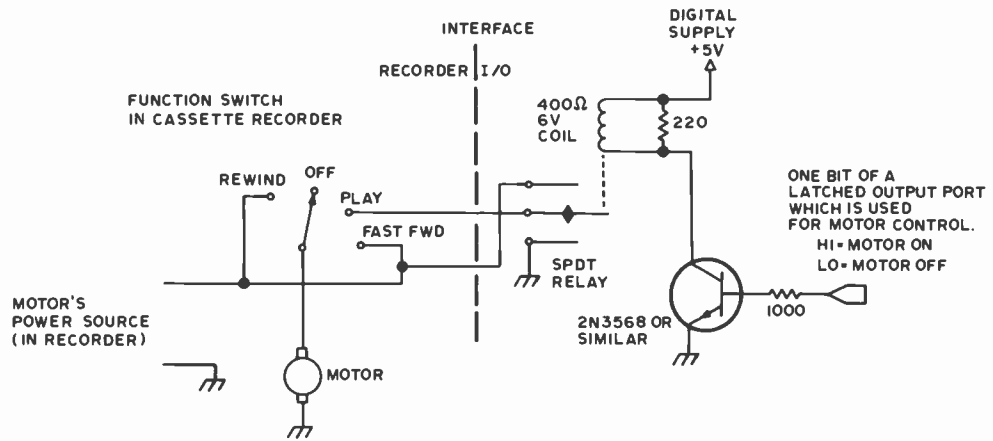 INTERFACE
RECORDER I/O
DIGITAL
SUPPLY
+5V
FUNCTION SWITCH
IN CASSETTE RECORDER
400Ω
6V
COIL
220
REWIND
OFF
PLAY
FAST FWD
ONE BIT OF A
LATCHED OUTPUT PORT
WHICH IS USED
FOR MOTOR CONTROL.
HI=MOTOR ON
LO=MOTOR OFF
SPDT
RELAY
MOTOR'S
POWER SOURCE
(IN RECORDER)
2N3568 OR
SIMILAR
1000
MOTOR